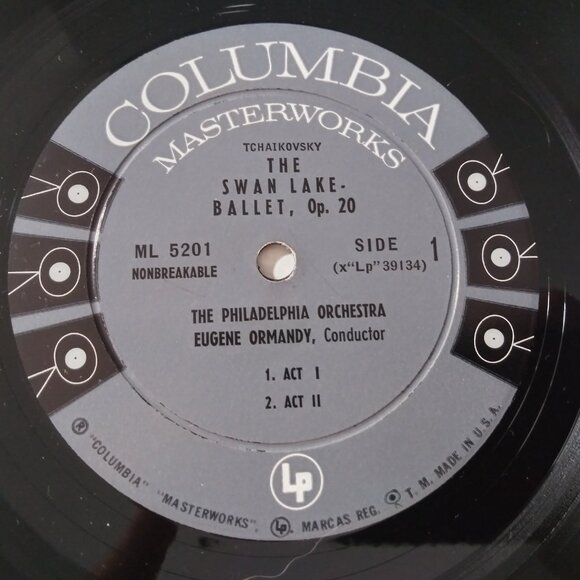 COLUMBIA
MASTERWORKS
TCHAIKOVSKY
THE
SWAN LAKE-
BALLET, Op. 20
ML 5201
NONBREAKABLE
SIDE 1
(x"Lp"39134)
THE PHILADELPHIA ORCHESTRA
EUGENE ORMANDY, Conductor
1. ACT I
2. ACT II
LP
® "COLUMBIA" "MASTERWORKS". LP MARCAS REG. T. M. MADE IN U.S.A.